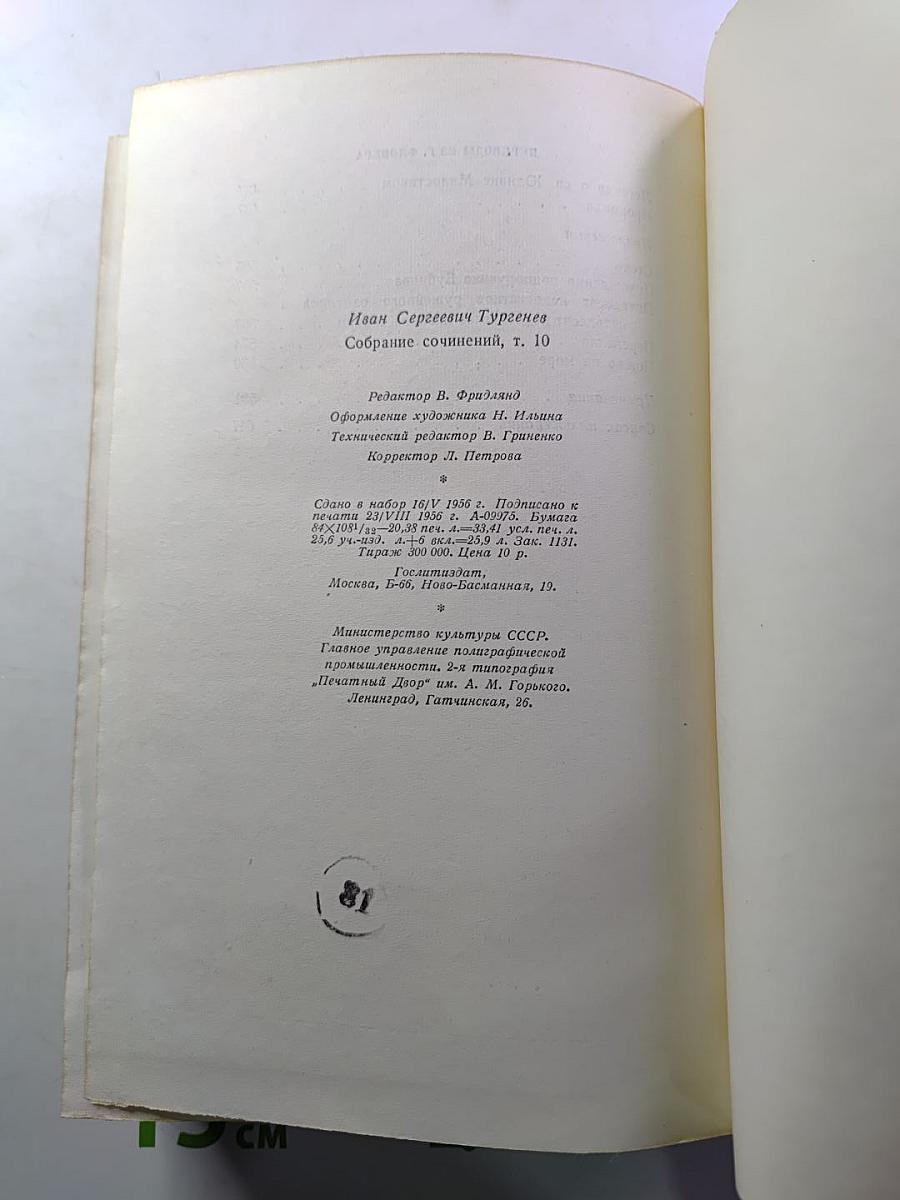 Иван Сергеевич Тургенев
Собрание сочинений, т. 10
Редактор В. Фридлянд
Оформление художника Н. Ильина
Технический редактор В. Гриненко
Корректор Л. Петрова
*
Сдано в набор 16/V 1956 г. Подписано к
печати 23/VIII 1956 г. А-09975. Бумага
84×108¹/₃₂—20,38 печ. л.=33,41 усл. печ. л.
25,6 уч.-изд. л.+6 вкл.=25,9 л. Зак. 1131.
Тираж 300 000. Цена 10 р.
Гослитиздат,
Москва, Б-66, Ново-Басманная, 19.
*
Министерство культуры СССР.
Главное управление полиграфической
промышленности. 2-я типография
„Печатный Двор“ им. А. М. Горького.
Ленинград, Гатчинская, 26.
81
15 см